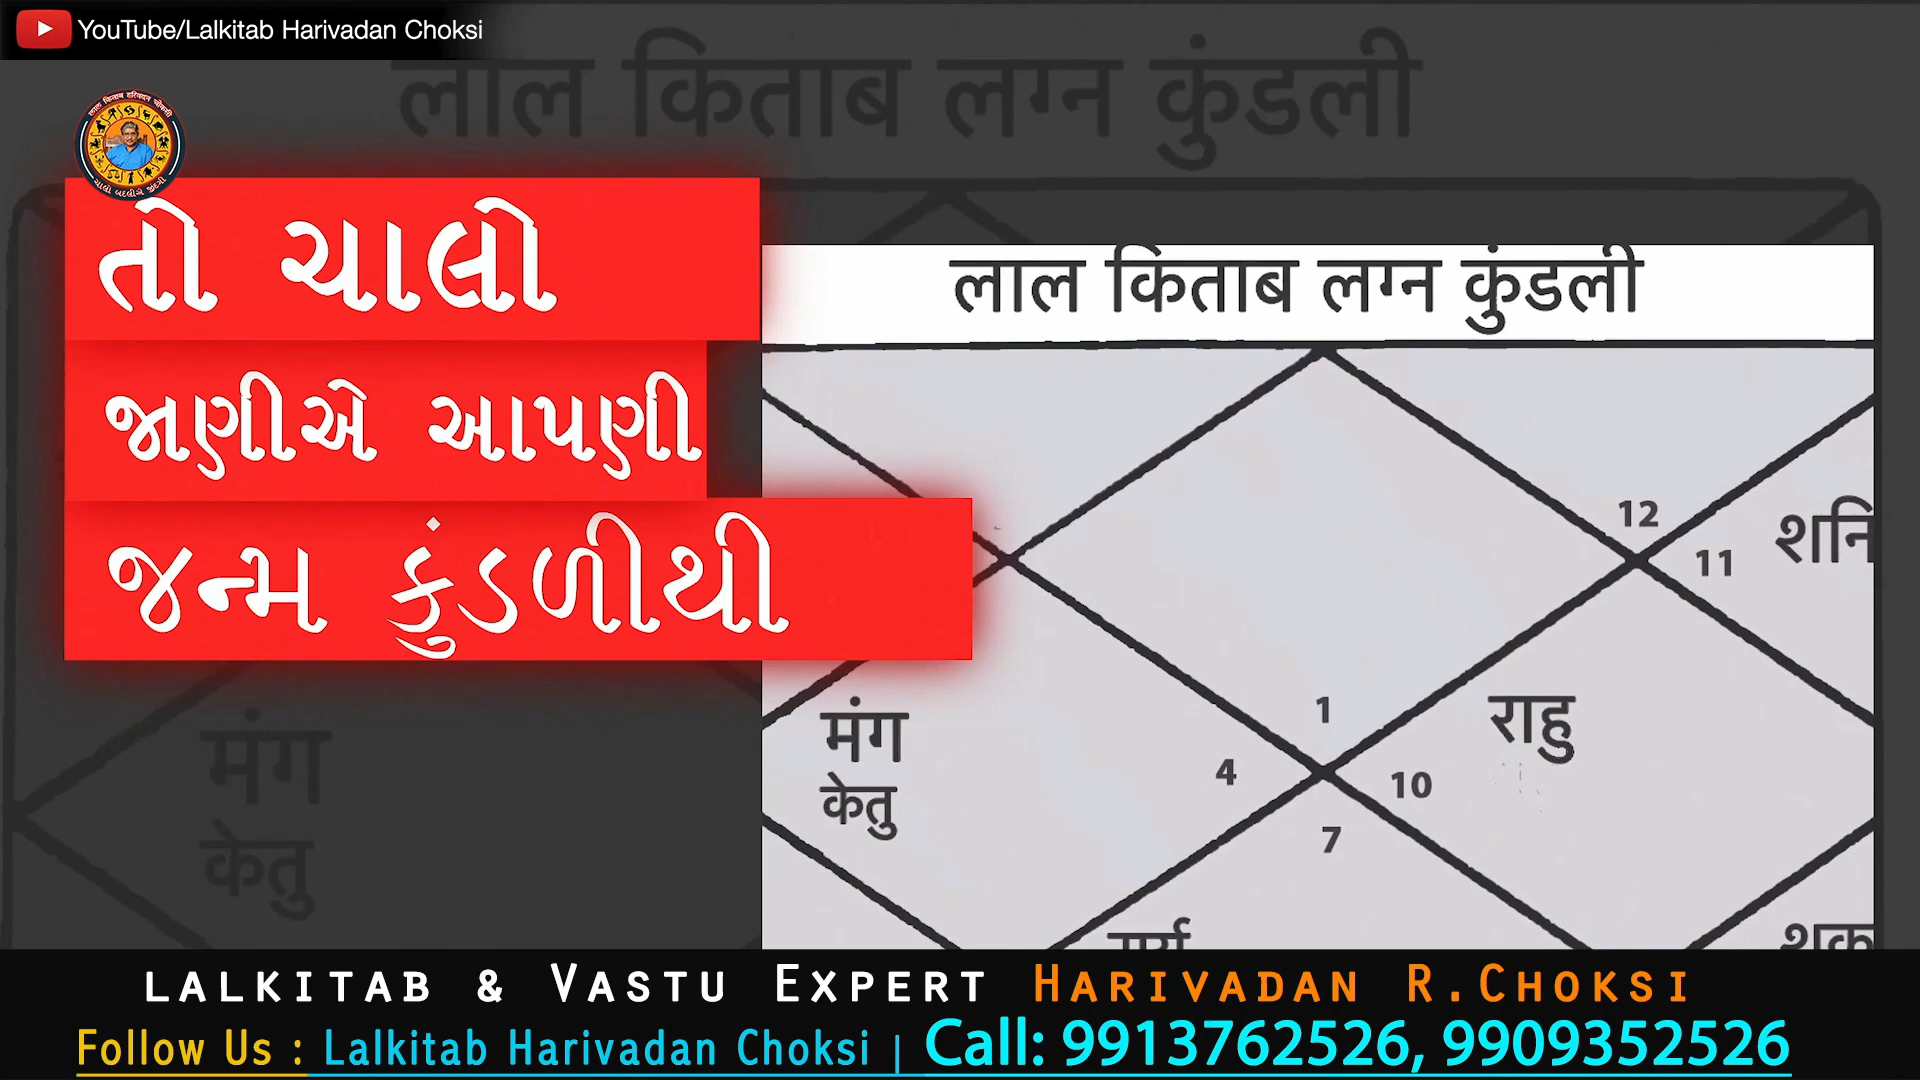 YouTube/Lalkitab Harivadan Choksi
लाल किताब लग्न कुंडली
તો ચાલો
જાણીએ આપણી
જન્મ કુંડળીથી
लाल किताब लग्न कुंडली
12
11
शनि
1
राहु
मंग
केतु
4
10
7
मंग
केतु
LALKITAB & VASTU EXPERT HARIVADAN R.CHOKSI
Follow Us : Lalkitab Harivadan Choksi | Call: 9913762526, 9909352526